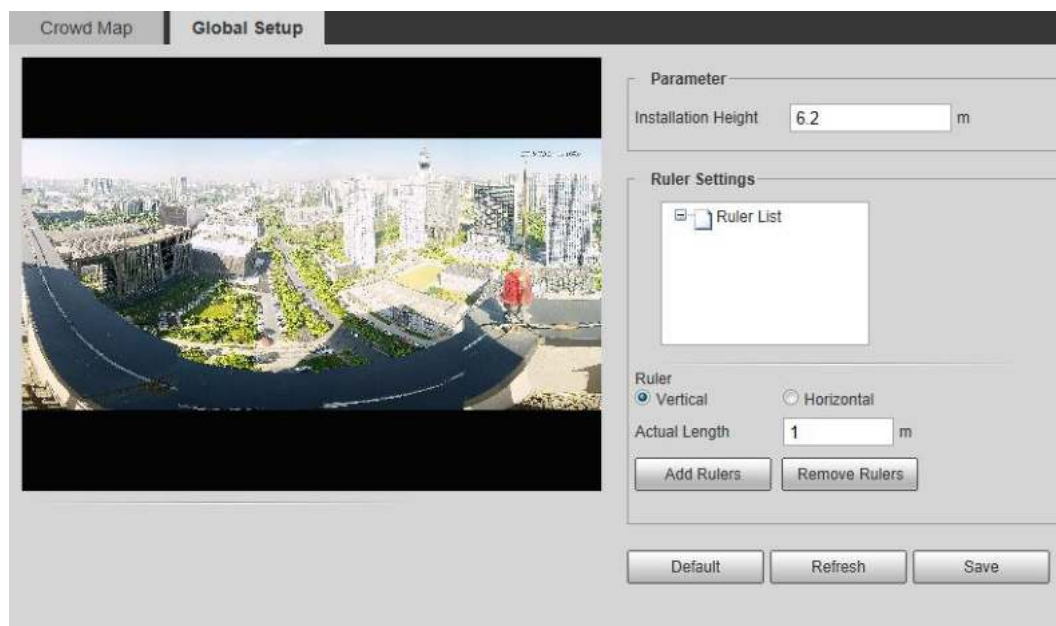 Crowd Map
Global Setup
Parameter
Installation Height 6.2 m
Ruler Settings
Ruler List
Ruler
Vertical Horizontal
Actual Length 1 m
Add Rulers Remove Rulers
Default Refresh Save